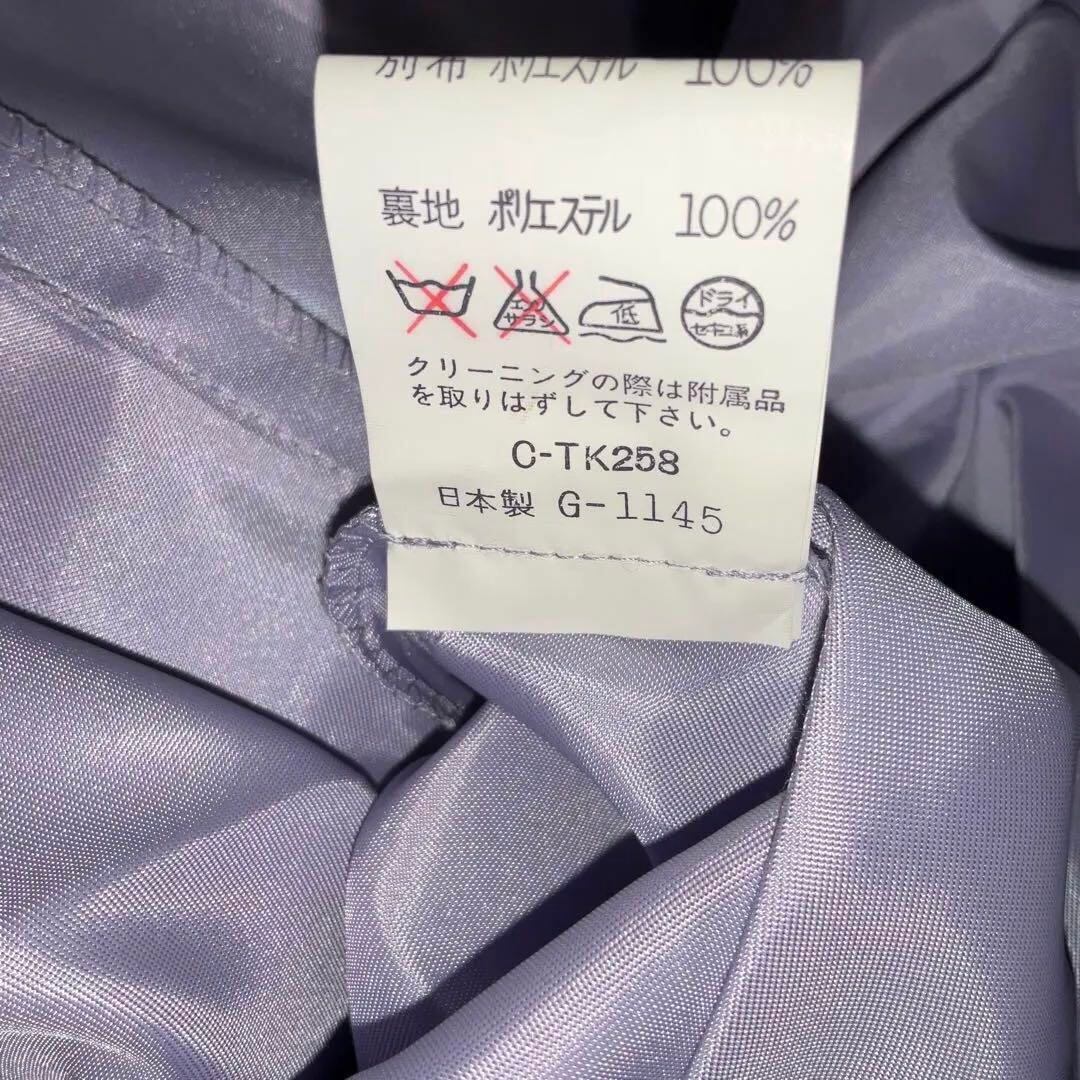 別布 ポリエステル 100%
裏地 ポリエステル 100%
エンソ
サラシ
低
ドライ
セキユ系
クリーニングの際は附属品
を取りはずして下さい。
C-TK258
日本製 G-1145